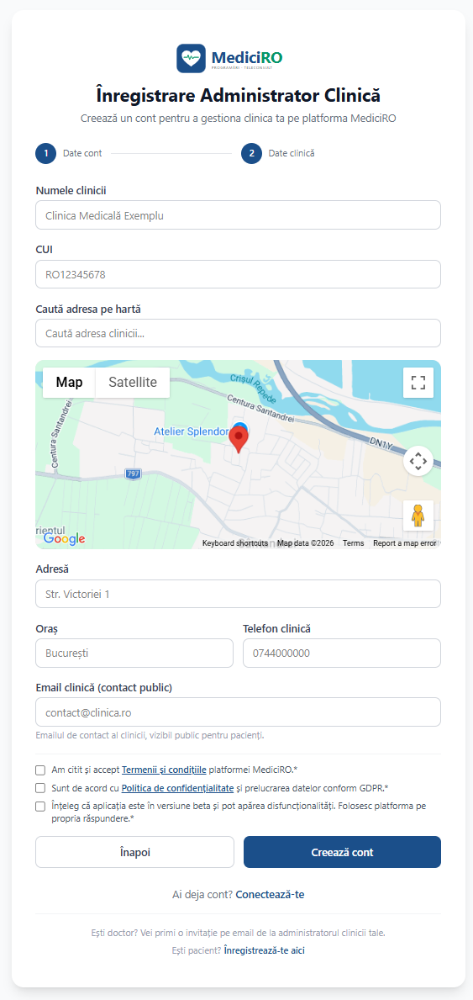 MediciRO
PROGRAMĂRI · TELECONSULT
Înregistrare Administrator Clinică
Creează un cont pentru a gestiona clinica ta pe platforma MediciRO
1 Date cont 2 Date clinică
Numele clinicii
Clinica Medicală Exemplu
CUI
RO12345678
Caută adresa pe hartă
Caută adresa clinicii...
Map Satellite
Crișul Repede
Centura Santandrei
Centura Santandrei
Atelier Splendor
DN1Y
797
rientul
Google
Keyboard shortcuts Map data ©2026 Terms Report a map error
Adresă
Str. Victoriei 1
Oraș Telefon clinică
București 0744000000
Email clinică (contact public)
contact@clinica.ro
Emailul de contact al clinicii, vizibil public pentru pacienți.
Am citit și accept Termenii și condițiile platformei MediciRO.*
Sunt de acord cu Politica de confidențialitate și prelucrarea datelor conform GDPR.*
Înțeleg că aplicația este în versiune beta și pot apărea disfuncționalități. Folosesc platforma pe
propria răspundere.*
Înapoi Creează cont
Ai deja cont? Conectează-te
Ești doctor? Vei primi o invitație pe email de la administratorul clinicii tale.
Ești pacient? Înregistrează-te aici